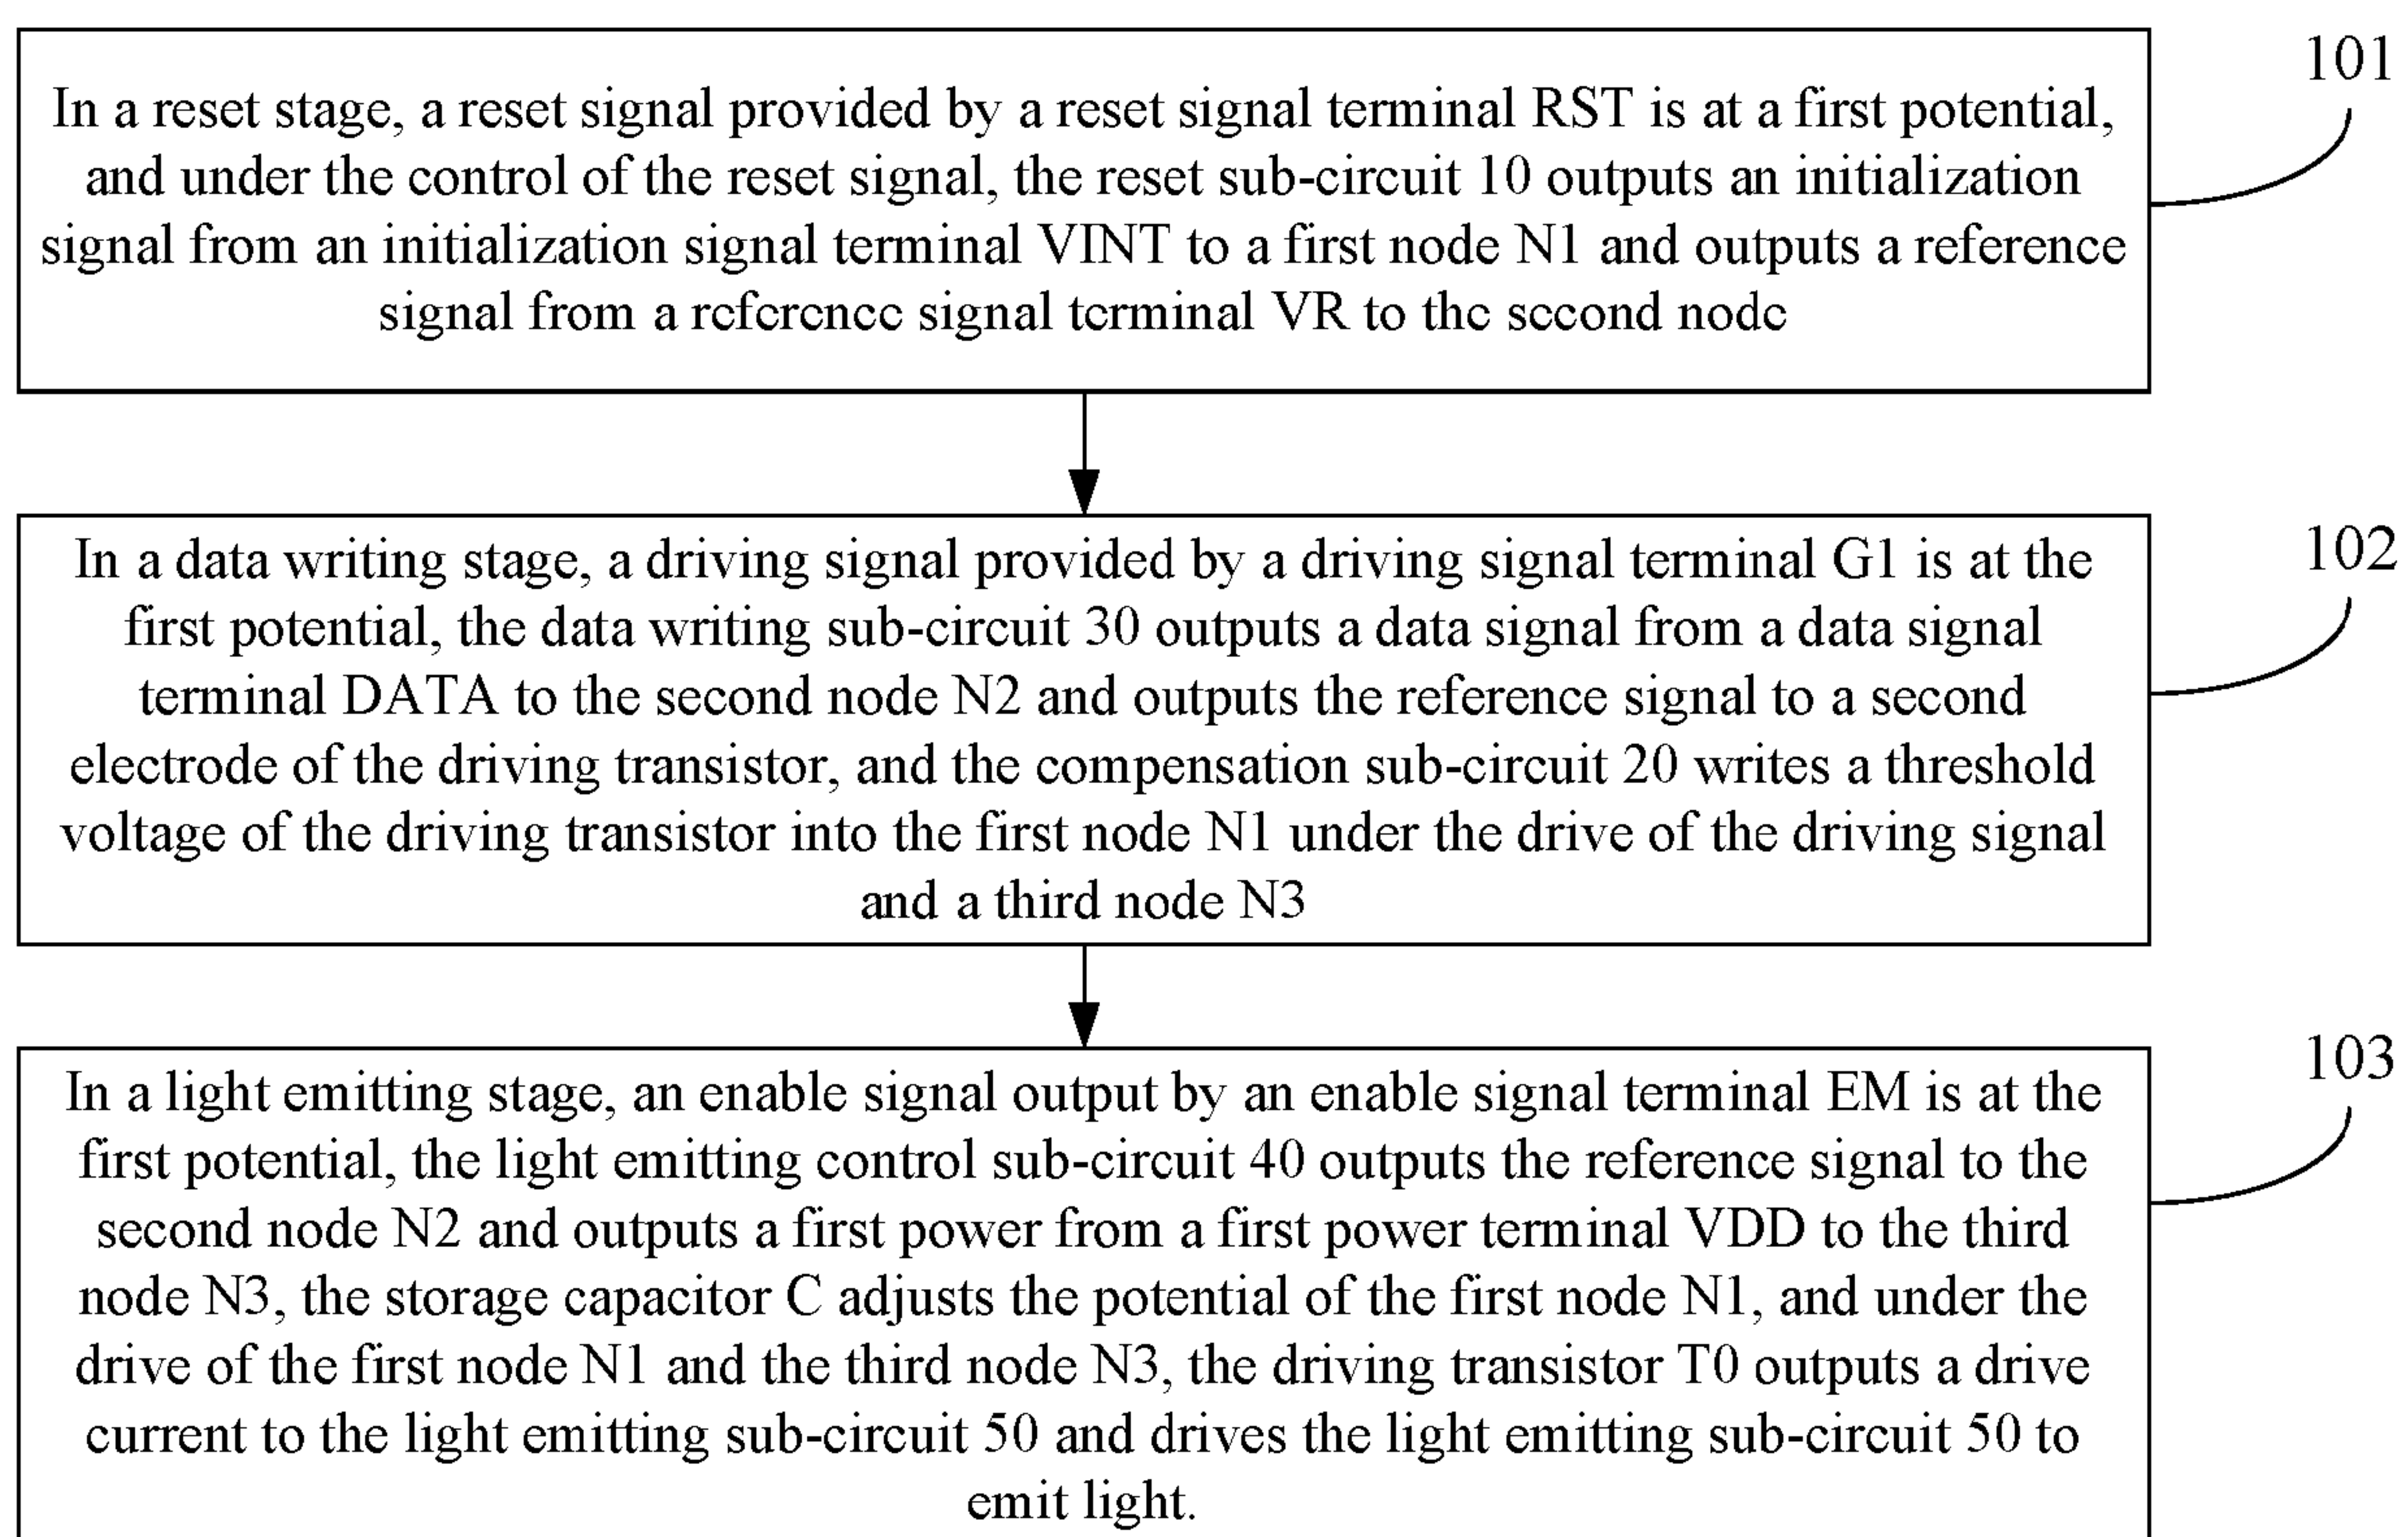 101
In a reset stage, a reset signal provided by a reset signal terminal RST is at a first potential,
and under the control of the reset signal, the reset sub-circuit 10 outputs an initialization
signal from an initialization signal terminal VINT to a first node N1 and outputs a reference
signal from a reference signal terminal VR to the second node
102
In a data writing stage, a driving signal provided by a driving signal terminal G1 is at the
first potential, the data writing sub-circuit 30 outputs a data signal from a data signal
terminal DATA to the second node N2 and outputs the reference signal to a second
electrode of the driving transistor, and the compensation sub-circuit 20 writes a threshold
voltage of the driving transistor into the first node N1 under the drive of the driving signal
and a third node N3
103
In a light emitting stage, an enable signal output by an enable signal terminal EM is at the
first potential, the light emitting control sub-circuit 40 outputs the reference signal to the
second node N2 and outputs a first power from a first power terminal VDD to the third
node N3, the storage capacitor C adjusts the potential of the first node N1, and under the
drive of the first node N1 and the third node N3, the driving transistor T0 outputs a drive
current to the light emitting sub-circuit 50 and drives the light emitting sub-circuit 50 to
emit light.